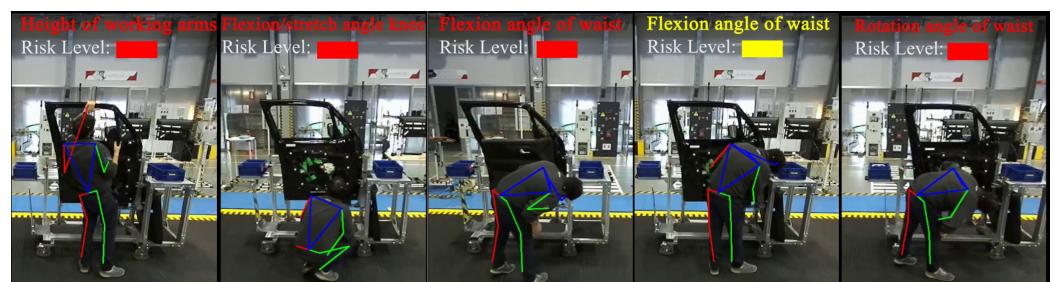 Height of working arms
Risk Level:
Flexion/stretch angle knee
Risk Level:
Flexion angle of waist
Risk Level:
Flexion angle of waist
Risk Level:
Rotation angle of waist
Risk Level: